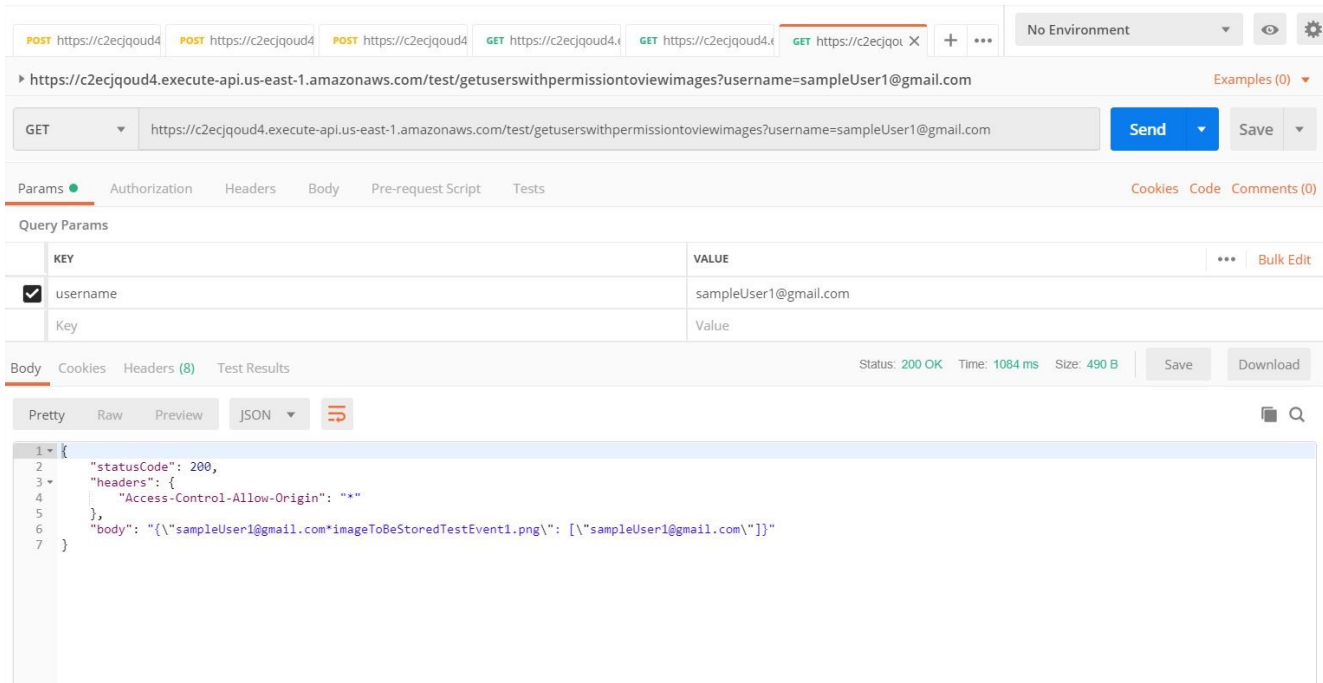 POST https://c2ecjqoud4 POST https://c2ecjqoud4 POST https://c2ecjqoud4 GET https://c2ecjqoud4. GET https://c2ecjqoud4. GET https://c2ecjqou X + ••• No Environment
https://c2ecjqoud4.execute-api.us-east-1.amazonaws.com/test/getuserswithpermissiontoviewimages?username=sampleUser1@gmail.com Examples (0)
GET https://c2ecjqoud4.execute-api.us-east-1.amazonaws.com/test/getuserswithpermissiontoviewimages?username=sampleUser1@gmail.com Send Save
Params Authorization Headers Body Pre-request Script Tests Cookies Code Comments (0)
Query Params
KEY VALUE ••• Bulk Edit
username sampleUser1@gmail.com
Key Value
Body Cookies Headers (8) Test Results Status: 200 OK Time: 1084 ms Size: 490 B Save Download
Pretty Raw Preview JSON
1 {
2 "statusCode": 200,
3 "headers": {
4 "Access-Control-Allow-Origin": "*"
5 },
6 "body": "{\"sampleUser1@gmail.com*imageToBeStoredTestEvent1.png\": [\"sampleUser1@gmail.com\"]}"
7 }